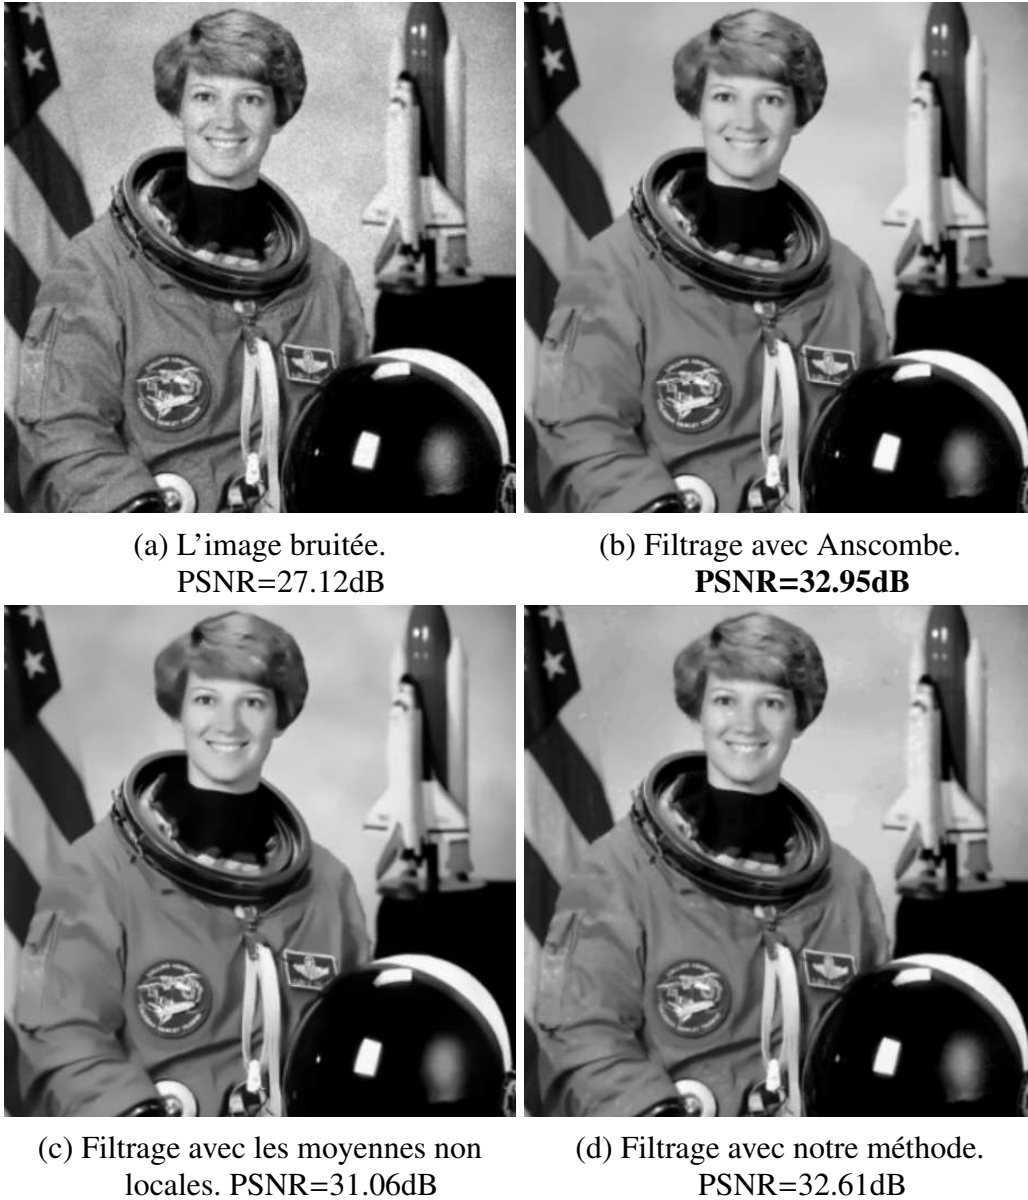 (a) L'image bruitée.
PSNR=27.12dB
(b) Filtrage avec Anscombe.
PSNR=32.95dB
(c) Filtrage avec les moyennes non
locales. PSNR=31.06dB
(d) Filtrage avec notre méthode.
PSNR=32.61dB